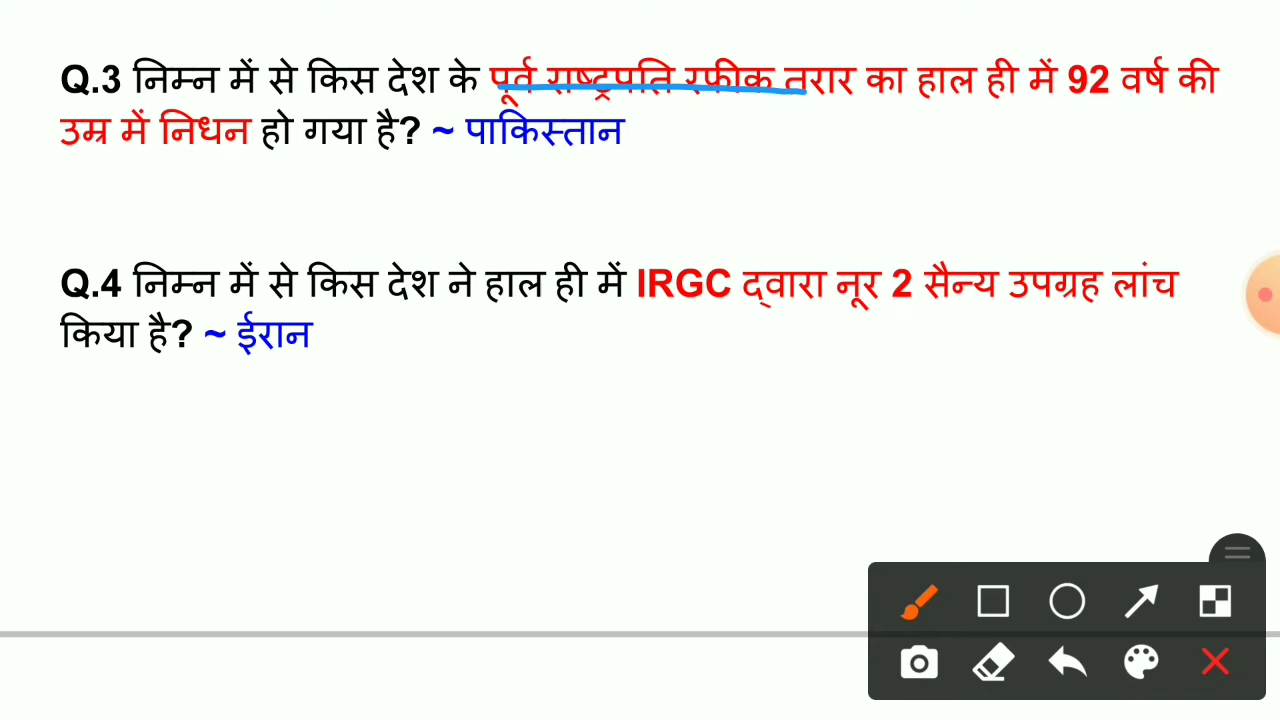 Q.3 निम्न में से किस देश के पूर्व राष्ट्रपति रफीक तरार का हाल ही में 92 वर्ष की
उम्र में निधन हो गया है? ~ पाकिस्तान
Q.4 निम्न में से किस देश ने हाल ही में IRGC द्वारा नूर 2 सैन्य उपग्रह लांच
किया है? ~ ईरान